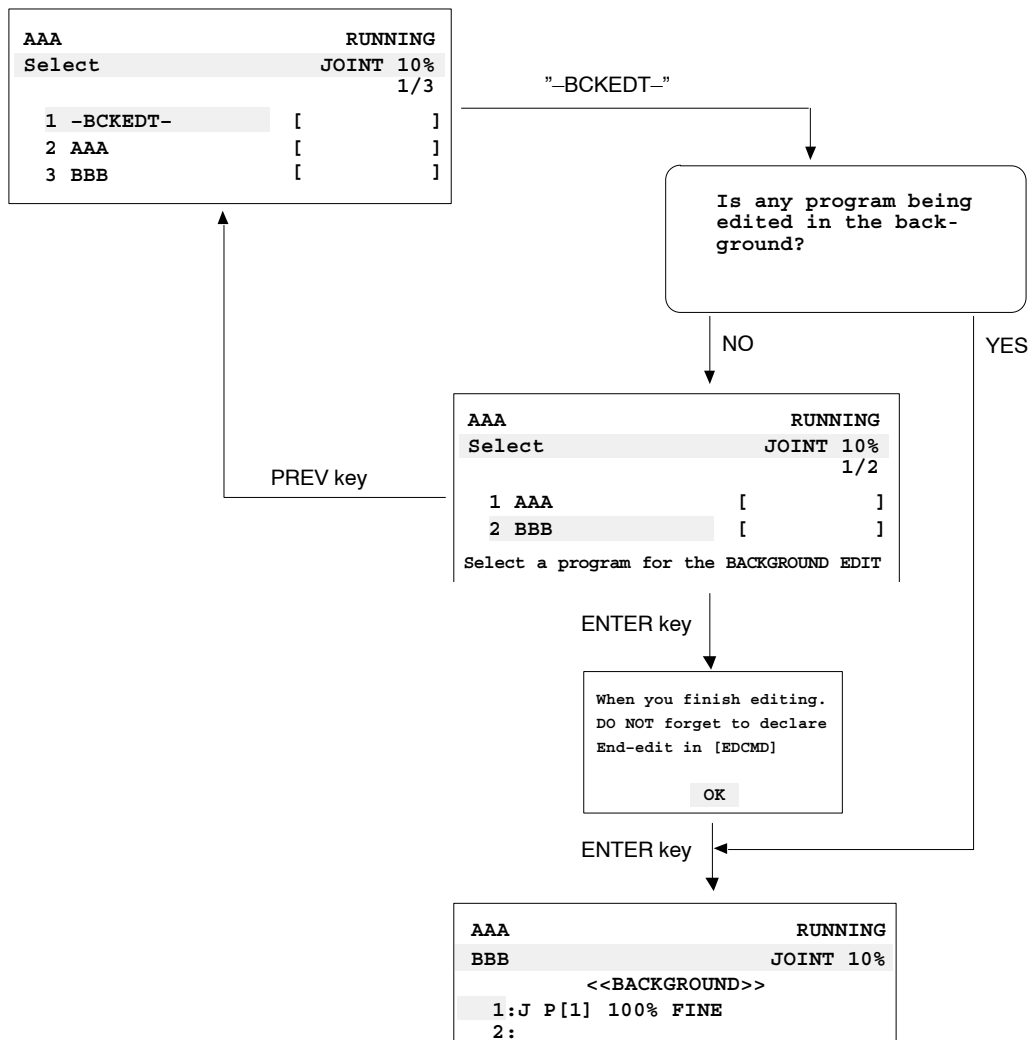 AAA RUNNING
Select JOINT 10%
1/3
1 –BCKEDT– [ ]
2 AAA [ ]
3 BBB [ ]
”–BCKEDT–”
Is any program being
edited in the back-
ground?
NO
YES
AAA RUNNING
Select JOINT 10%
1/2
1 AAA [ ]
2 BBB [ ]
Select a program for the BACKGROUND EDIT
PREV key
ENTER key
When you finish editing.
DO NOT forget to declare
End–edit in [EDCMD]
OK
ENTER key
AAA RUNNING
BBB JOINT 10%
<<BACKGROUND>>
1:J P[1] 100% FINE
2: